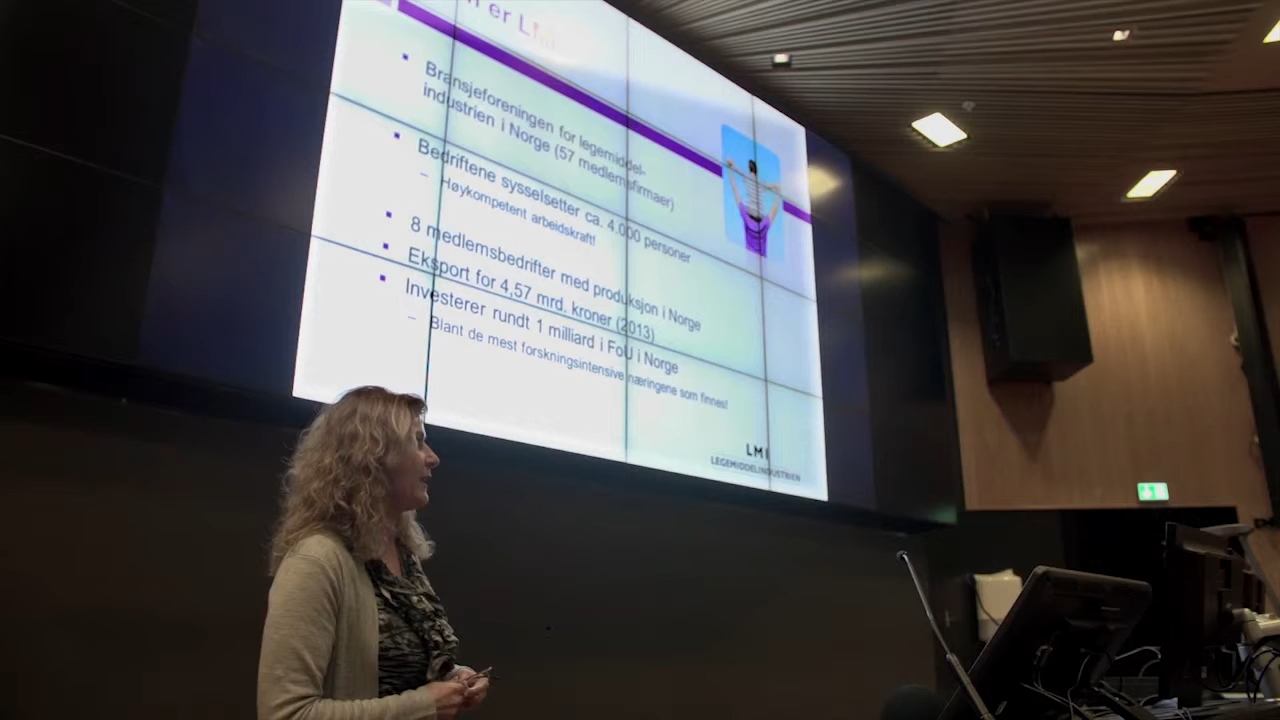 er LMI
Bransjeforeningen for legemiddel-
industrien i Norge (57 medlemsfirmaer)
Bedriftene sysselsetter ca. 4.000 personer
– Høykompetent arbeidskraft!
8 medlemsbedrifter med produksjon i Norge
Eksport for 4,57 mrd. kroner (2013)
Investerer rundt 1 milliard i FoU i Norge
– Blant de mest forskningsintensive næringene som finnes!
LMI
LEGEMIDDELINDUSTRIEN